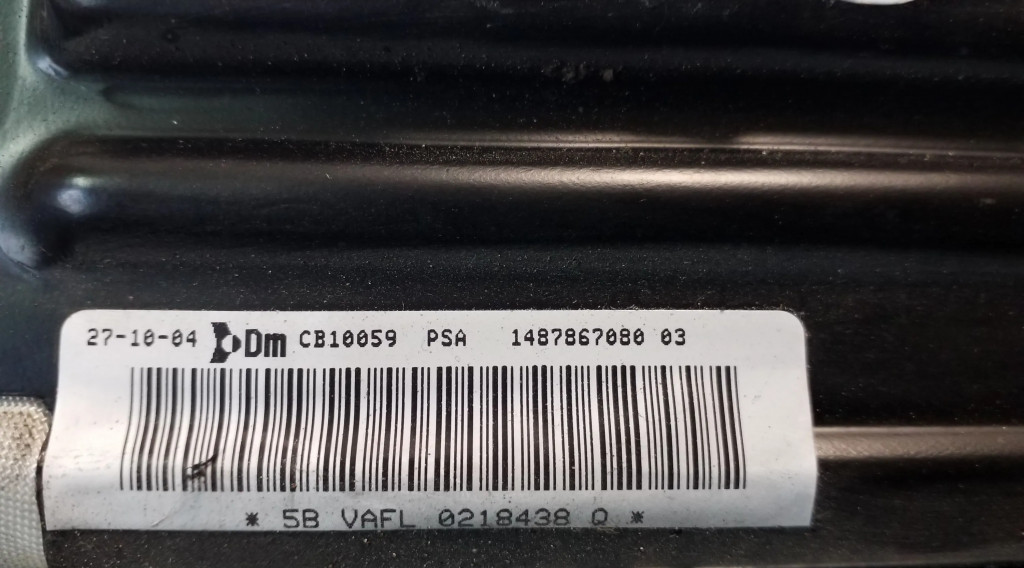 27-10-04 Dm CB10059 PSA 1487867080 03
* 5B VAFL 0218438 Q *